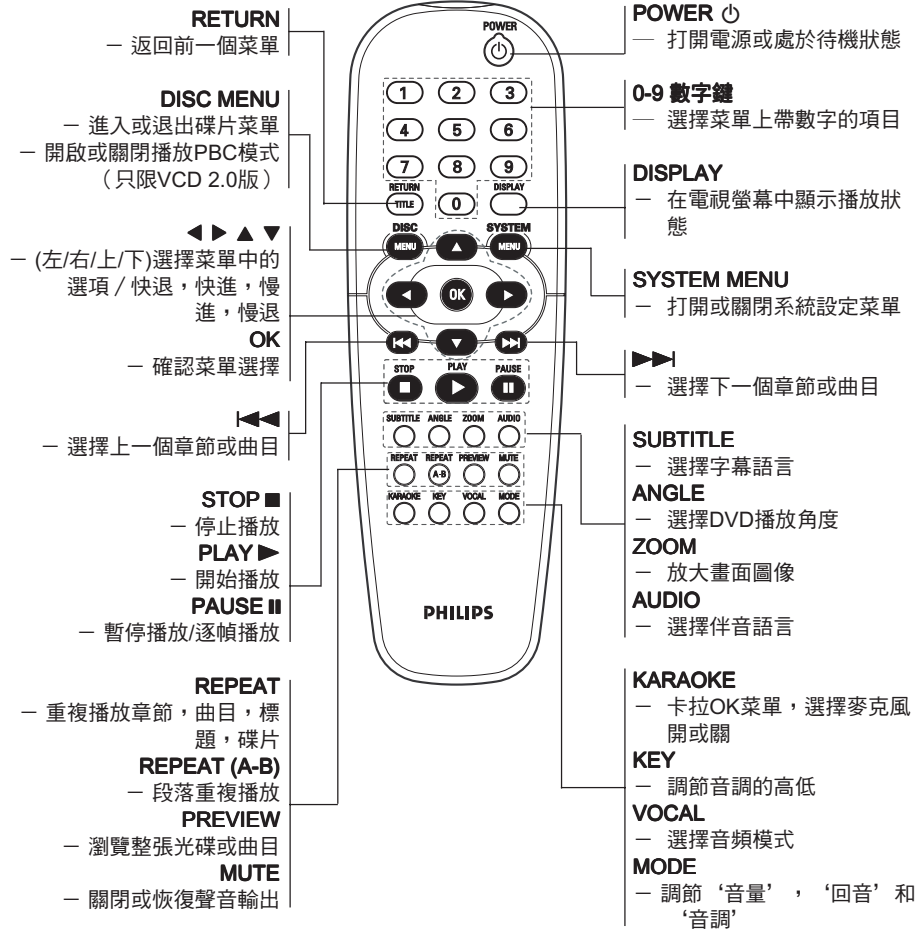 RETURN
－ 返回前一個菜單
DISC MENU
－ 進入或退出碟片菜單
－ 開啟或關閉播放PBC模式
（只限VCD 2.0版）
◀ ▶ ▲ ▼
－ (左/右/上/下)選擇菜單中的
選項／快退，快進，慢
進，慢退
OK
－ 確認菜單選擇
|◀◀
－ 選擇上一個章節或曲目
STOP ■
－ 停止播放
PLAY ▶
－ 開始播放
PAUSE II
－ 暫停播放/逐幀播放
REPEAT
－ 重複播放章節，曲目，標
題，碟片
REPEAT (A-B)
－ 段落重複播放
PREVIEW
－ 瀏覽整張光碟或曲目
MUTE
－ 關閉或恢復聲音輸出
POWER
1 2 3
4 5 6
7 8 9
RETURN DISPLAY
TITLE 0
DISC SYSTEM
MENU MENU
OK
STOP PLAY PAUSE
SUBTITLE ANGLE ZOOM AUDIO
REPEAT REPEAT PREVIEW MUTE
A-B
KARAOKE KEY VOCAL MODE
PHILIPS
POWER ⏻
— 打開電源或處於待機狀態
0-9 數字鍵
— 選擇菜單上帶數字的項目
DISPLAY
－ 在電視螢幕中顯示播放狀
態
SYSTEM MENU
－ 打開或關閉系統設定菜單
▶▶|
－ 選擇下一個章節或曲目
SUBTITLE
－ 選擇字幕語言
ANGLE
－ 選擇DVD播放角度
ZOOM
－ 放大畫面圖像
AUDIO
－ 選擇伴音語言
KARAOKE
－ 卡拉OK菜單，選擇麥克風
開或關
KEY
－ 調節音調的高低
VOCAL
－ 選擇音頻模式
MODE
－ 調節‘音量’，‘回音’和
‘音調’